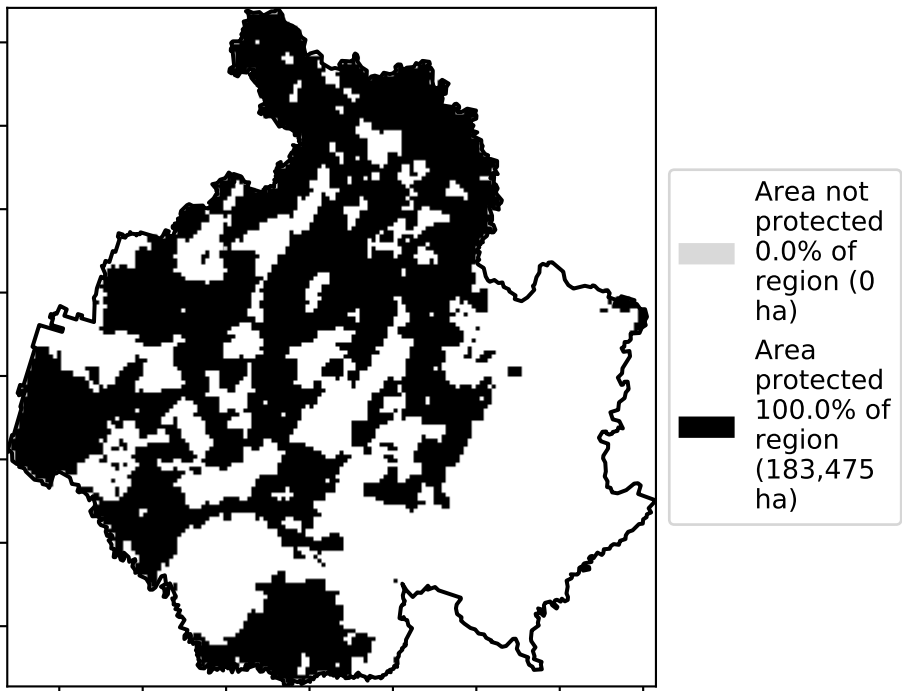 Area not
protected
0.0% of
region (0
ha)
Area
protected
100.0% of
region
(183,475
ha)